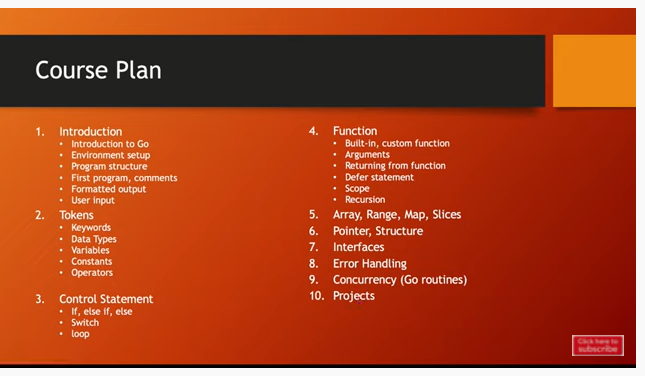 Course Plan
1. Introduction
• Introduction to Go
• Environment setup
• Program structure
• First program, comments
• Formatted output
• User input
2. Tokens
• Keywords
• Data Types
• Variables
• Constants
• Operators
3. Control Statement
• If, else if, else
• Switch
• loop
4. Function
• Built-in, custom function
• Arguments
• Returning from function
• Defer statement
• Scope
• Recursion
5. Array, Range, Map, Slices
6. Pointer, Structure
7. Interfaces
8. Error Handling
9. Concurrency (Go routines)
10. Projects
Click here to
subscribe